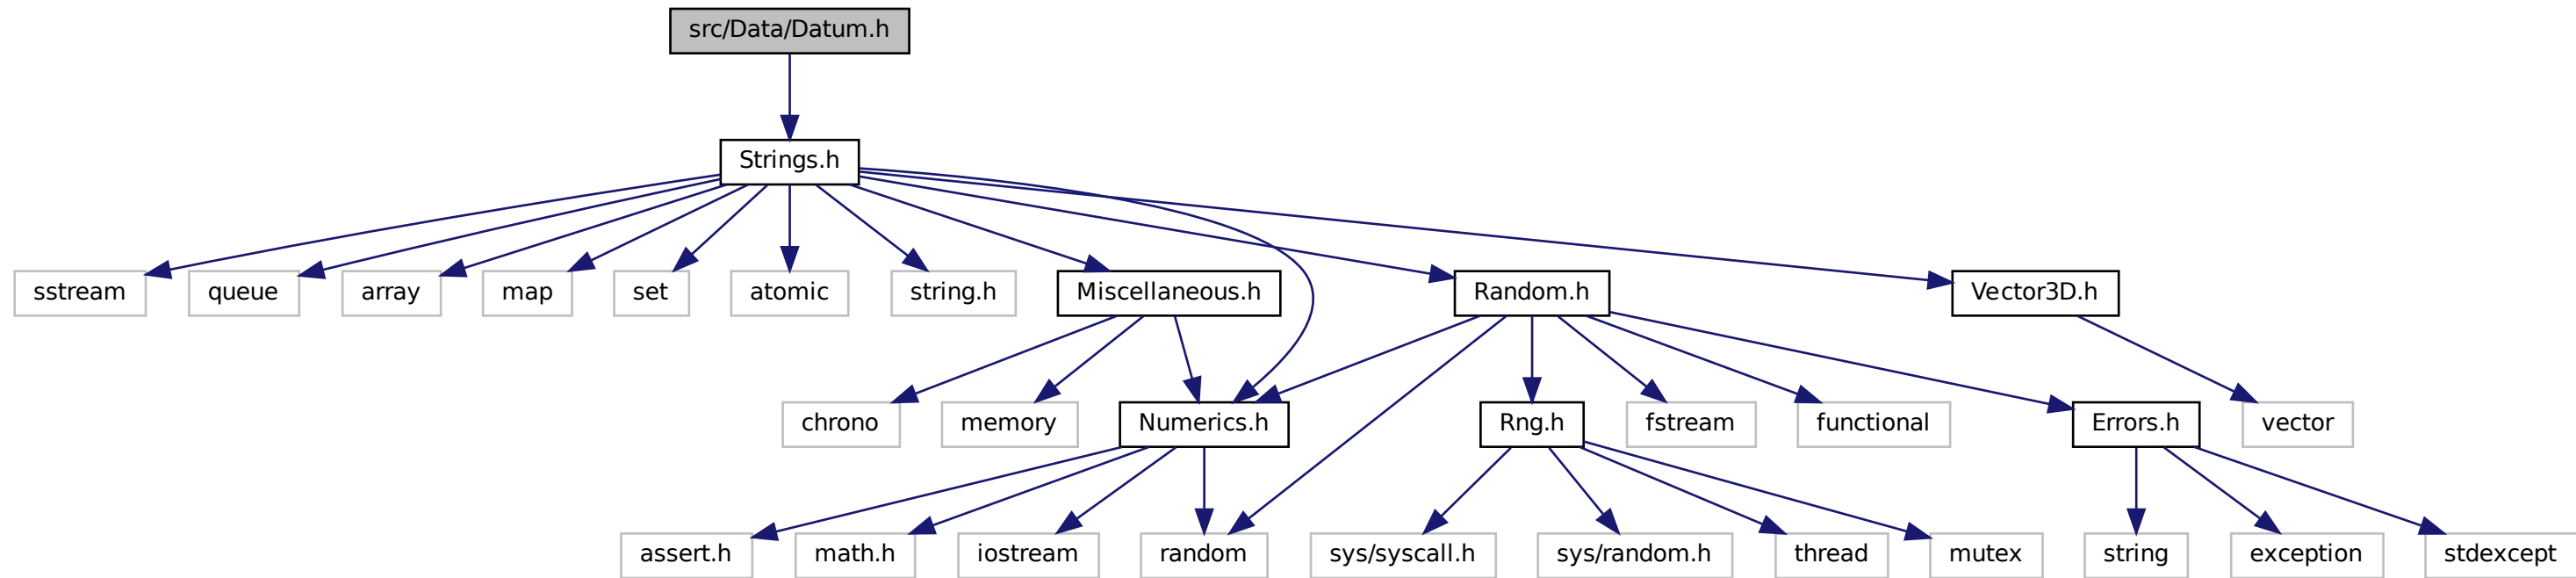 src/Data/Datum.h
Strings.h
sstream
queue
array
map
set
atomic
string.h
Miscellaneous.h
Random.h
Vector3D.h
chrono
memory
Numerics.h
Rng.h
fstream
functional
Errors.h
vector
assert.h
math.h
iostream
random
sys/syscall.h
sys/random.h
thread
mutex
string
exception
stdexcept